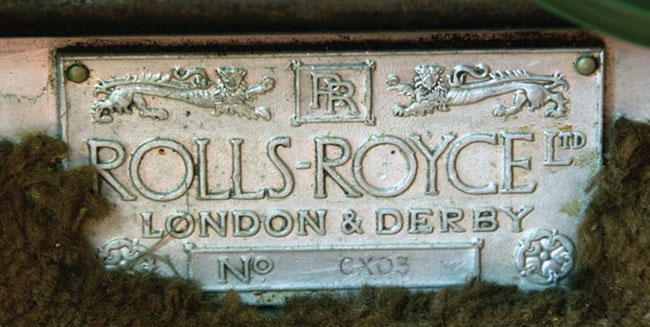 RR
ROLLS-ROYCE LTD
LONDON & DERBY
No CX03